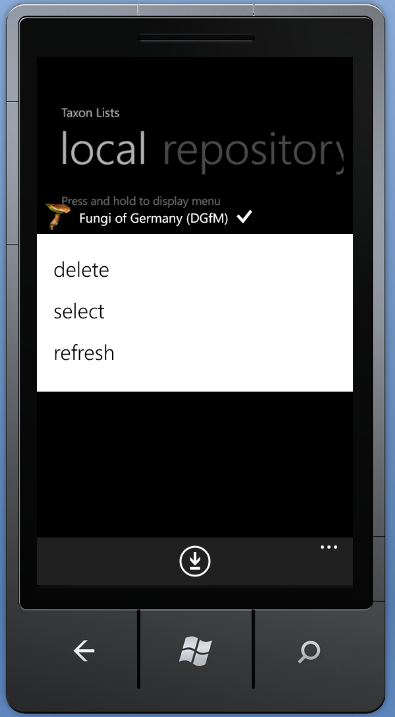 Taxon Lists
local repository
Press and hold to display menu
Fungi of Germany (DGfM)
delete
select
refresh